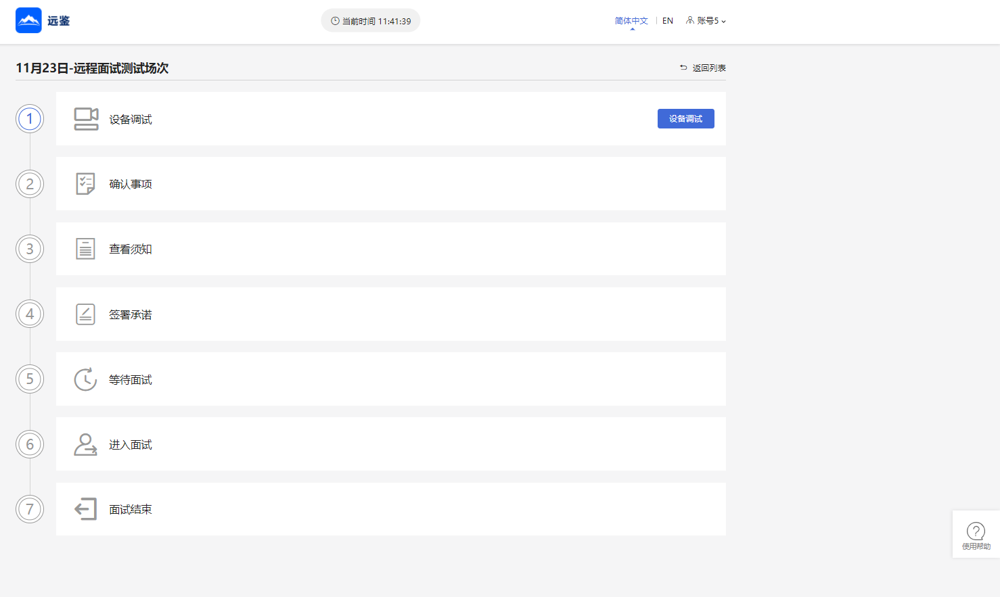 远鉴
当前时间 11:41:39
简体中文
EN
账号5
11月23日-远程面试测试场次
返回列表
1
设备调试
设备调试
2
确认事项
3
查看须知
4
签署承诺
5
等待面试
6
进入面试
7
面试结束
使用帮助